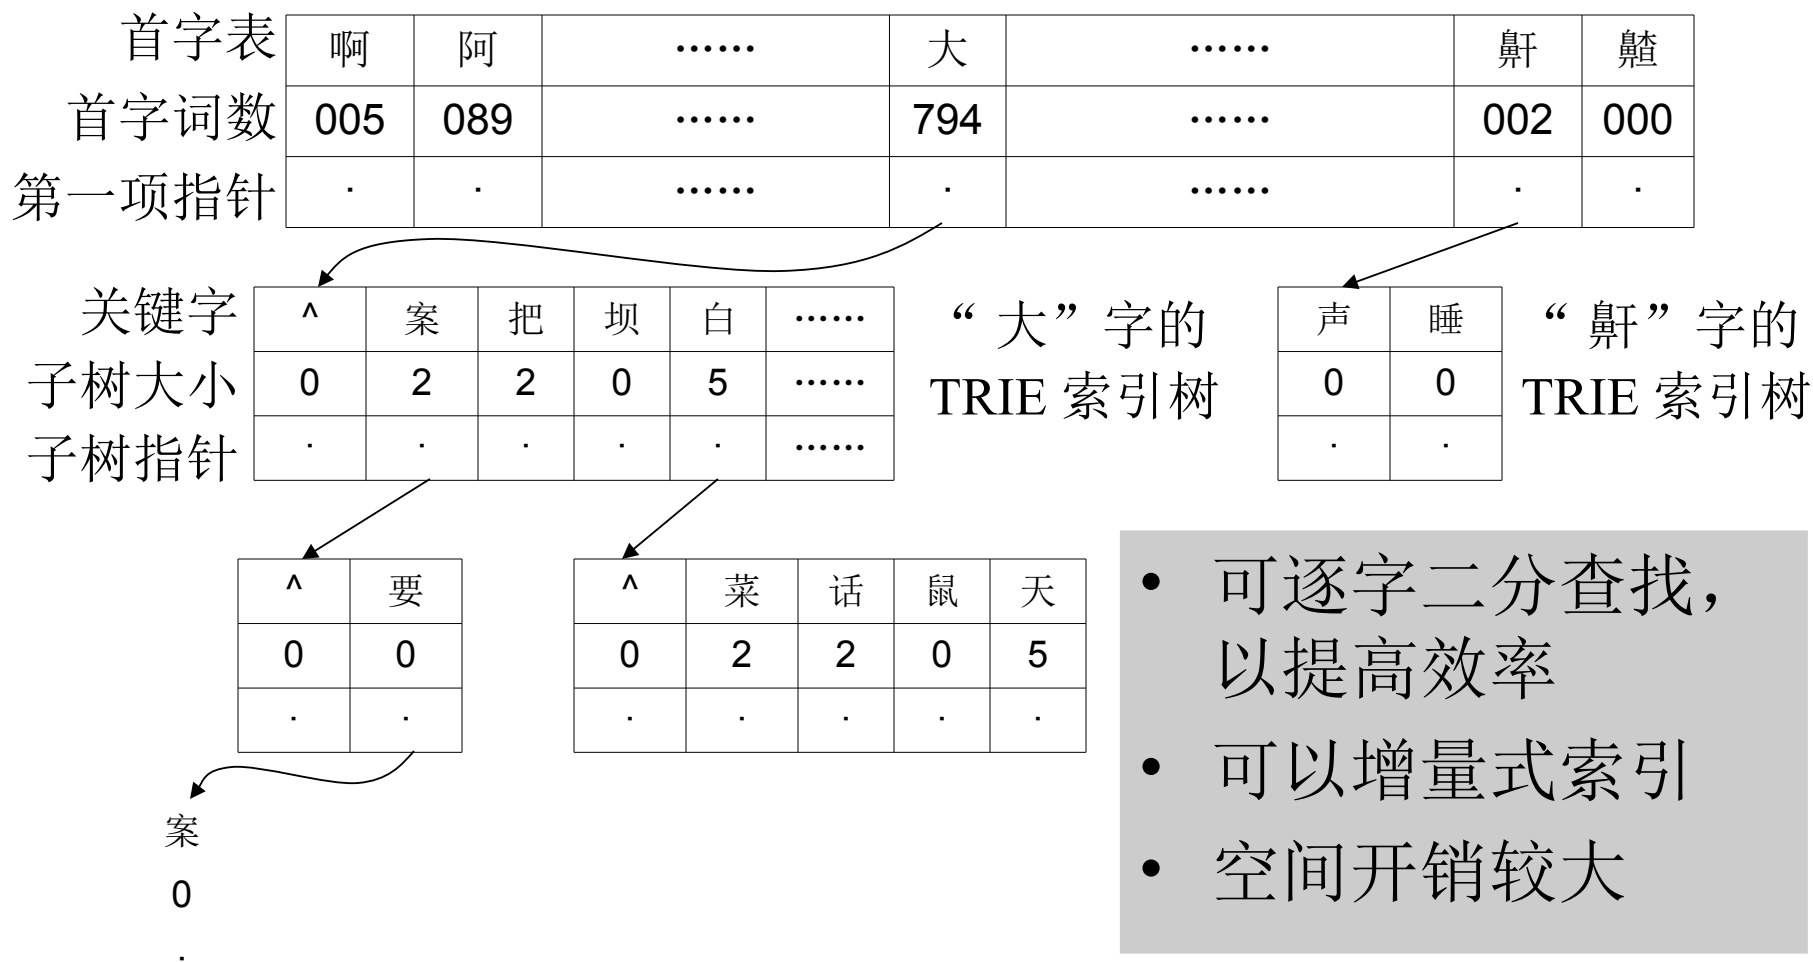 首字表 啊 阿 …… 大 …… 鼾 齄
首字词数 005 089 …… 794 …… 002 000
第一项指针 · · …… · …… · ·
关键字 ^ 案 把 坝 白 ……
子树大小 0 2 2 0 5 ……
子树指针 · · · · · ……
“大”字的
TRIE 索引树
声 睡
0 0
· ·
“鼾”字的
TRIE 索引树
^ 要
0 0
· ·
^ 菜 话 鼠 天
0 2 2 0 5
· · · · ·
案
0
·
• 可逐字二分查找，
以提高效率
• 可以增量式索引
• 空间开销较大